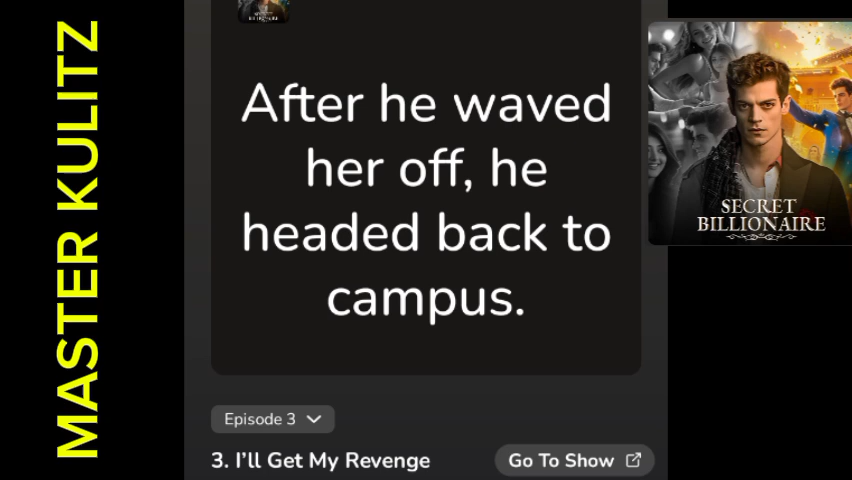 MASTER KULITZ
After he waved
her off, he
headed back to
campus.
SECRET
BILLIONAIRE
Episode 3
3. I'll Get My Revenge
Go To Show